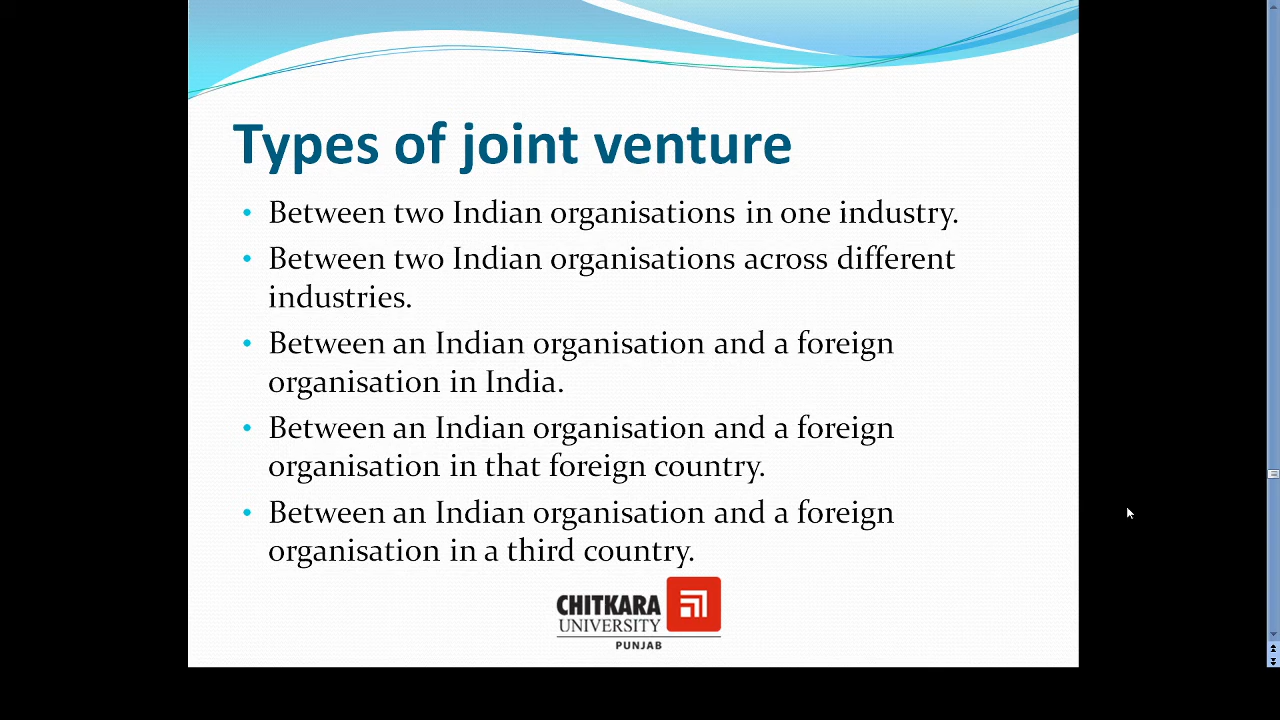 Types of joint venture
• Between two Indian organisations in one industry.
• Between two Indian organisations across different
industries.
• Between an Indian organisation and a foreign
organisation in India.
• Between an Indian organisation and a foreign
organisation in that foreign country.
• Between an Indian organisation and a foreign
organisation in a third country.
CHITKARA
UNIVERSITY
PUNJAB